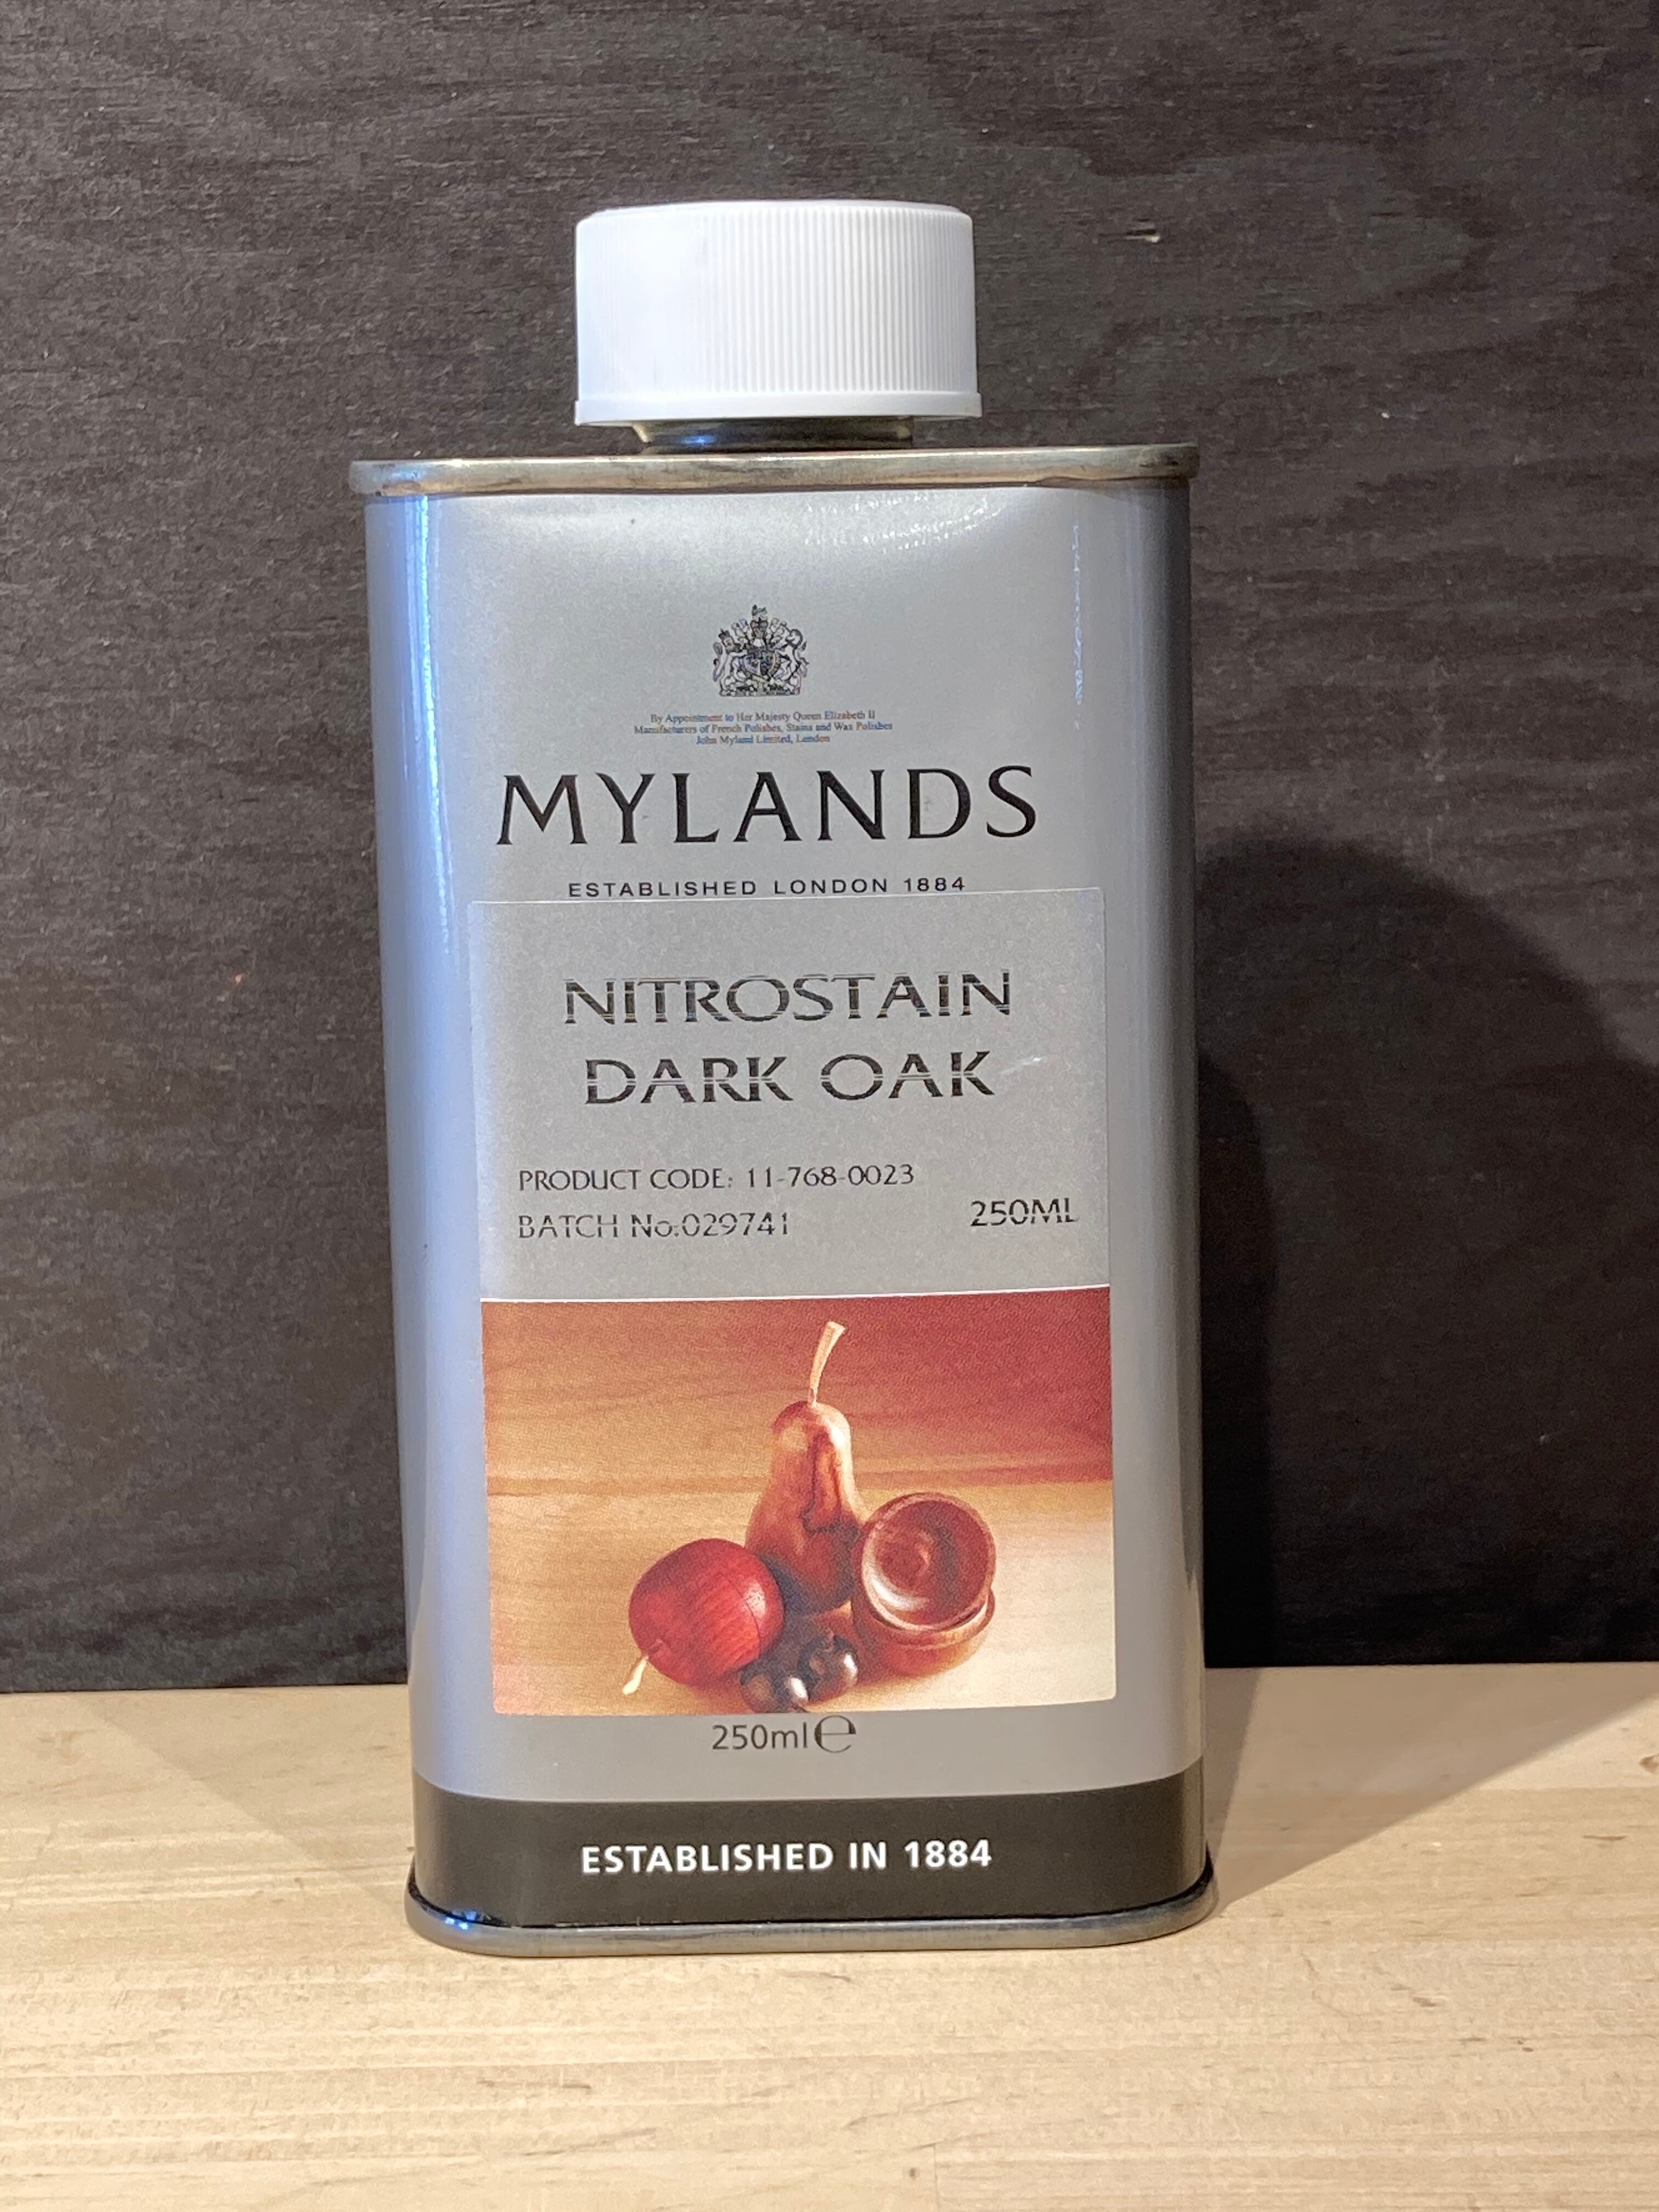 By Appointment to Her Majesty Queen Elizabeth II
Manufacturers of French Polishes, Stains and Wax Polishes
John Myland Limited, London
MYLANDS
ESTABLISHED LONDON 1884
NITROSTAIN
DARK OAK
PRODUCT CODE: 11-768-0023
BATCH No:029741
250ML
250ml℮
ESTABLISHED IN 1884